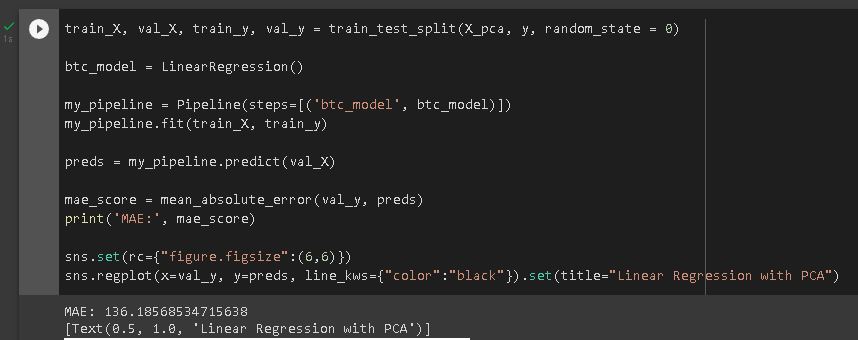 train_X, val_X, train_y, val_y = train_test_split(X_pca, y, random_state = 0)
btc_model = LinearRegression()
my_pipeline = Pipeline(steps=[('btc_model', btc_model)])
my_pipeline.fit(train_X, train_y)
preds = my_pipeline.predict(val_X)
mae_score = mean_absolute_error(val_y, preds)
print('MAE:', mae_score)
sns.set(rc={"figure.figsize":(6,6)})
sns.regplot(x=val_y, y=preds, line_kws={"color":"black"}).set(title="Linear Regression with PCA")
1s
MAE: 136.18568534715638
[Text(0.5, 1.0, 'Linear Regression with PCA')]